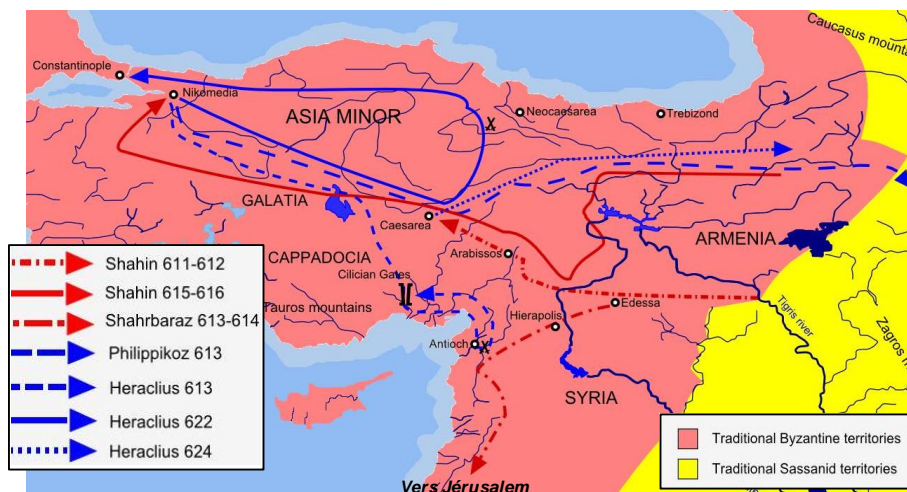 Caucasus mounta
Constantinople
Nikomedia
ASIA MINOR
Neocaesarea
Trebizond
GALATIA
Caesarea
ARMENIA
CAPPADOCIA
Arabissos
Cilician Gates
Tauros mountains
Edessa
Hierapolis
Tigris river
Antioch
Zagros m
SYRIA
Vers Jérusalem
Shahin 611-612
Shahin 615-616
Shahrbaraz 613-614
Philippikoz 613
Heraclius 613
Heraclius 622
Heraclius 624
Traditional Byzantine territories
Traditional Sassanid territories